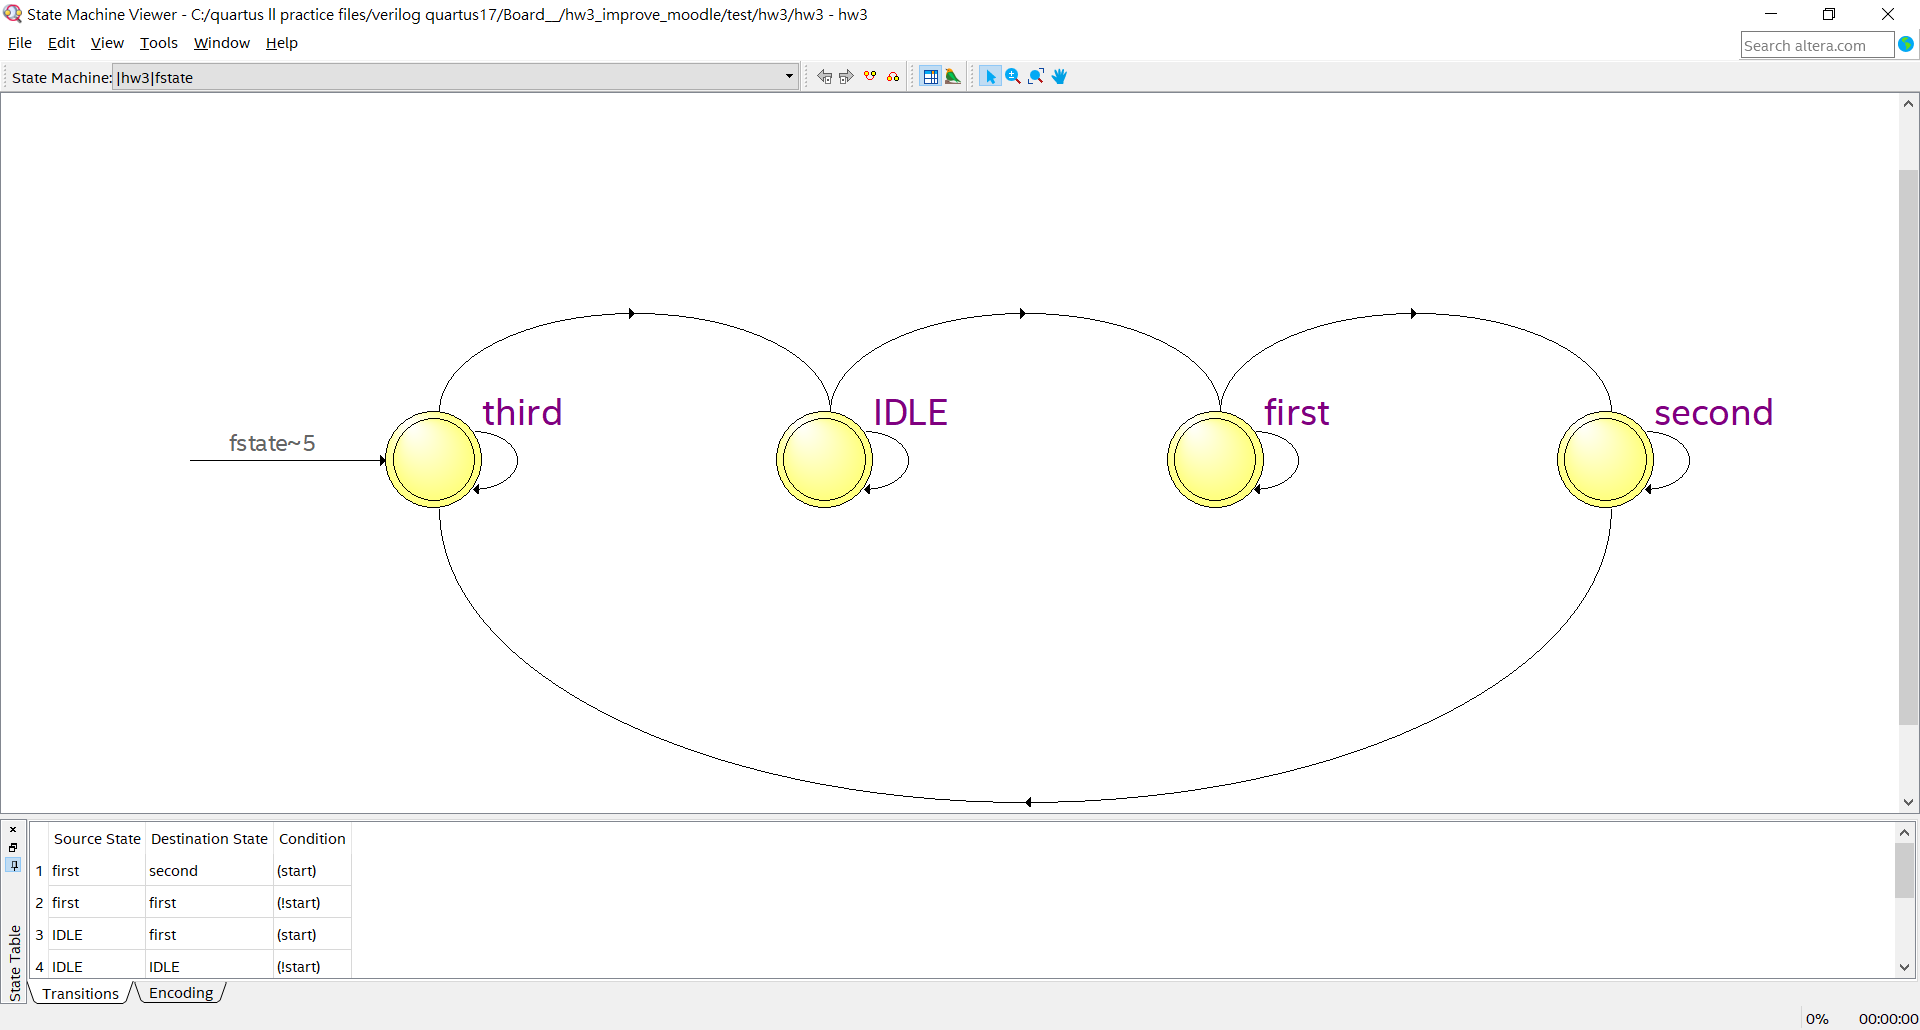 State Machine Viewer - C:/quartus ll practice files/verilog quartus17/Board__/hw3_improve_moodle/test/hw3/hw3 - hw3
File Edit View Tools Window Help
Search altera.com
State Machine: |hw3|fstate
third IDLE first second
fstate~5
Source State Destination State Condition
1 first second (start)
2 first first (!start)
3 IDLE first (start)
4 IDLE IDLE (!start)
State Table
Transitions Encoding
0% 00:00:00